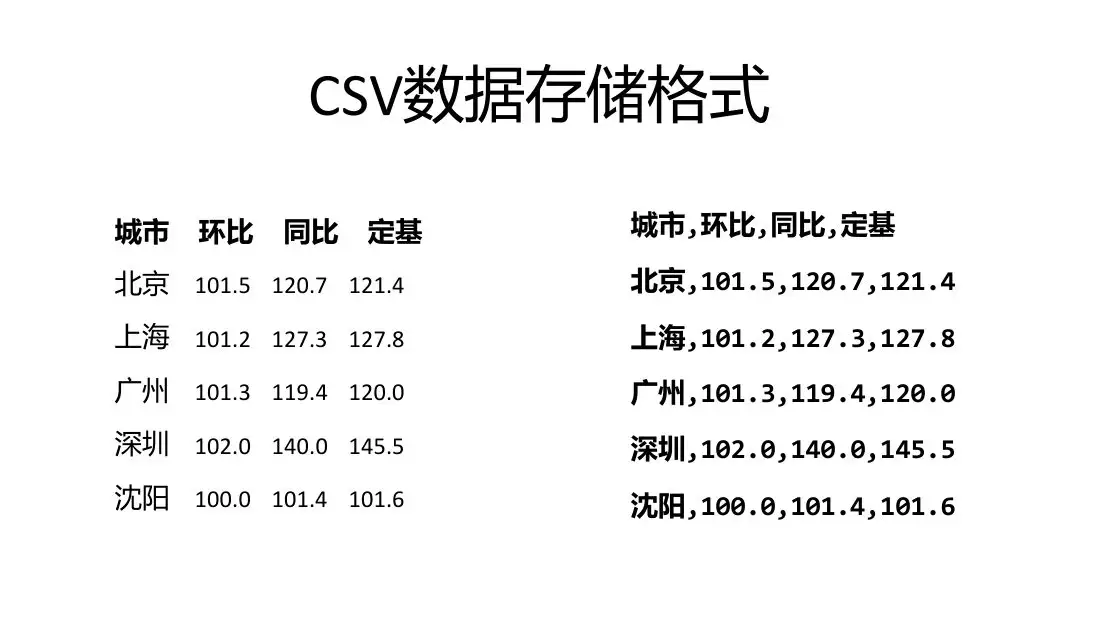 CSV数据存储格式
城市 环比 同比 定基
北京 101.5 120.7 121.4
上海 101.2 127.3 127.8
广州 101.3 119.4 120.0
深圳 102.0 140.0 145.5
沈阳 100.0 101.4 101.6
城市,环比,同比,定基
北京,101.5,120.7,121.4
上海,101.2,127.3,127.8
广州,101.3,119.4,120.0
深圳,102.0,140.0,145.5
沈阳,100.0,101.4,101.6